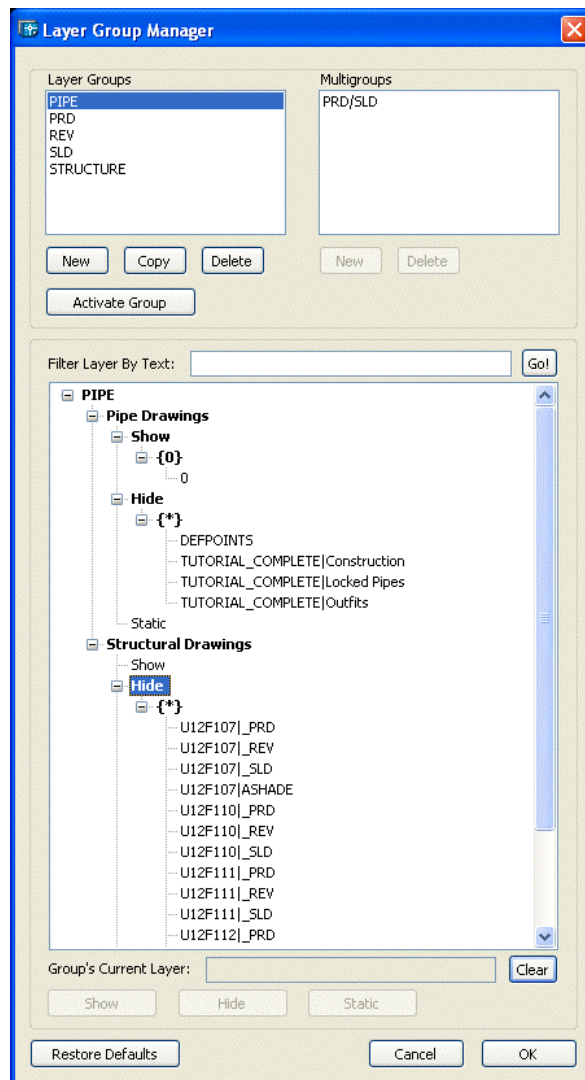 Layer Group Manager
Layer Groups
PIPE
PRD
REV
SLD
STRUCTURE
Multigroups
PRD/SLD
New Copy Delete
New Delete
Activate Group
Filter Layer By Text: Go!
PIPE
Pipe Drawings
Show
{0}
0
Hide
{*}
DEFPOINTS
TUTORIAL_COMPLETE|Construction
TUTORIAL_COMPLETE|Locked Pipes
TUTORIAL_COMPLETE|Outfits
Static
Structural Drawings
Show
Hide
{*}
U12F107|_PRD
U12F107|_REV
U12F107|_SLD
U12F107|ASHADE
U12F110|_PRD
U12F110|_REV
U12F110|_SLD
U12F111|_PRD
U12F111|_REV
U12F111|_SLD
U12F112|_PRD
Group's Current Layer: Clear
Show Hide Static
Restore Defaults Cancel OK